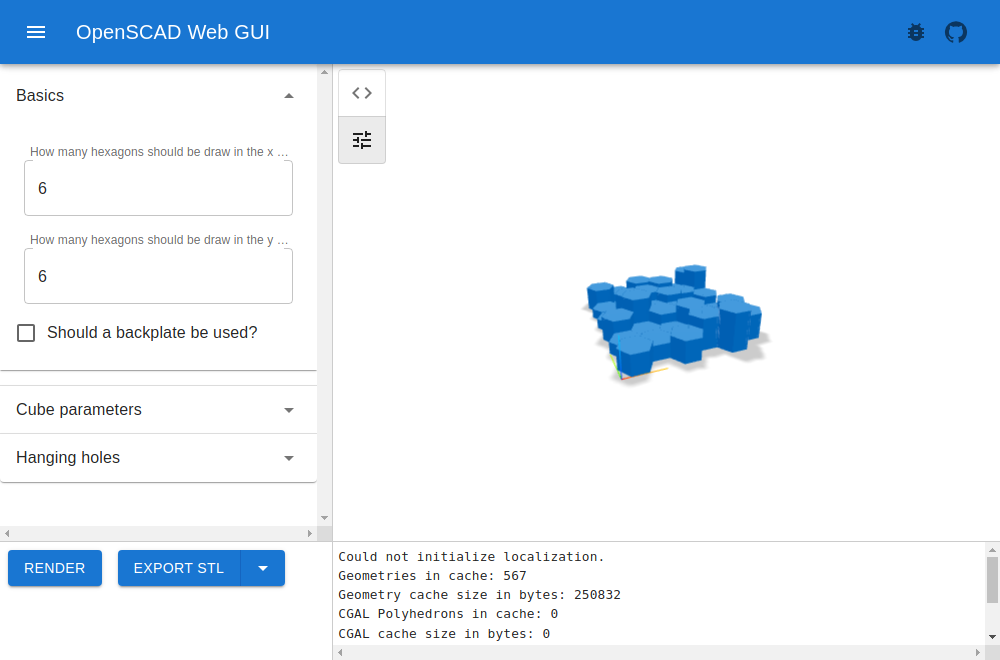 OpenSCAD Web GUI
Basics
How many hexagons should be draw in the x …
6
How many hexagons should be draw in the y …
6
Should a backplate be used?
Cube parameters
Hanging holes
RENDER
EXPORT STL
Could not initialize localization.
Geometries in cache: 567
Geometry cache size in bytes: 250832
CGAL Polyhedrons in cache: 0
CGAL cache size in bytes: 0